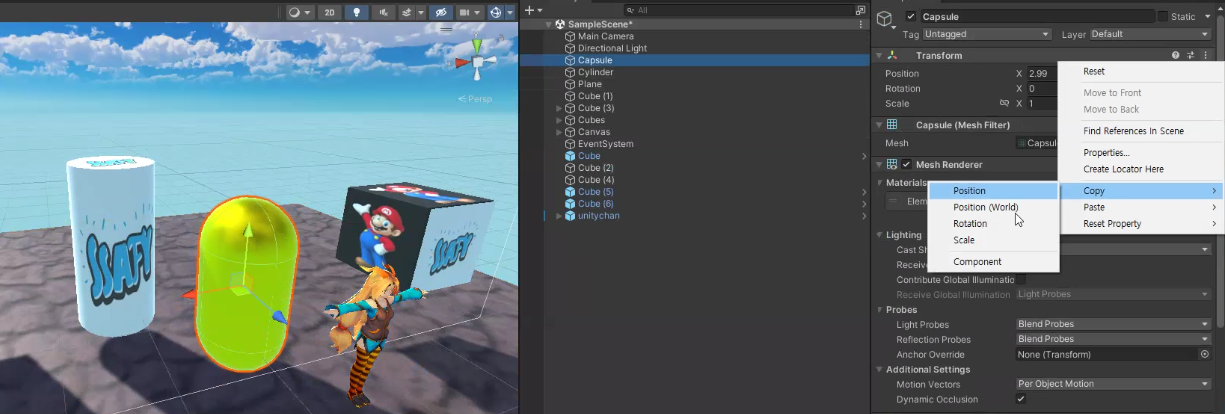 2D
Persp
SSAFY
SSAFY
All
SampleScene*
Main Camera
Directional Light
Capsule
Cylinder
Plane
Cube (1)
Cube (3)
Cubes
Canvas
EventSystem
Cube
Cube (2)
Cube (4)
Cube (5)
Cube (6)
unitychan
Capsule
Static
Tag Untagged Layer Default
Transform
Position X 2.99
Rotation X 0
Scale X 1
Capsule (Mesh Filter)
Mesh Capsul
Mesh Renderer
Materials
Elem
Lighting
Cast Sh
Receive
Contribute Global Illuminatio
Receive Global Illumination Light Probes
Probes
Light Probes Blend Probes
Reflection Probes Blend Probes
Anchor Override None (Transform)
Additional Settings
Motion Vectors Per Object Motion
Dynamic Occlusion
Reset
Move to Front
Move to Back
Find References In Scene
Properties...
Create Locator Here
Copy
Paste
Reset Property
Position
Position (World)
Rotation
Scale
Component